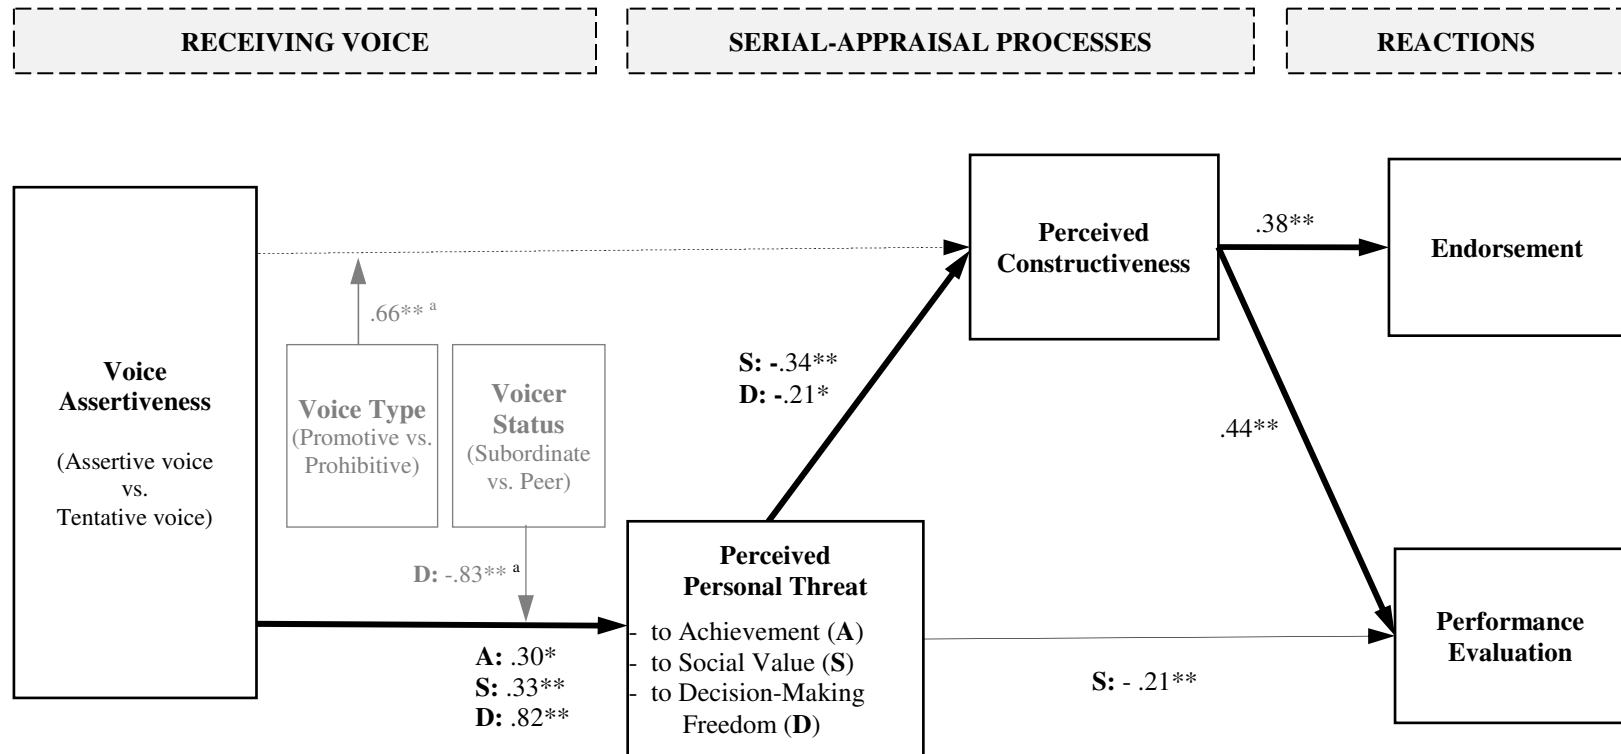 RECEIVING VOICE
SERIAL-APPRAISAL PROCESSES
REACTIONS
Voice
Assertiveness
(Assertive voice
vs.
Tentative voice)
.66** a
Voice Type
(Promotive vs.
Prohibitive)
Voicer
Status
(Subordinate
vs. Peer)
D: -.83** a
A: .30*
S: .33**
D: .82**
Perceived
Personal Threat
- to Achievement (A)
- to Social Value (S)
- to Decision-Making
Freedom (D)
S: -.34**
D: -.21*
Perceived
Constructiveness
.38**
.44**
S: - .21**
Endorsement
Performance
Evaluation